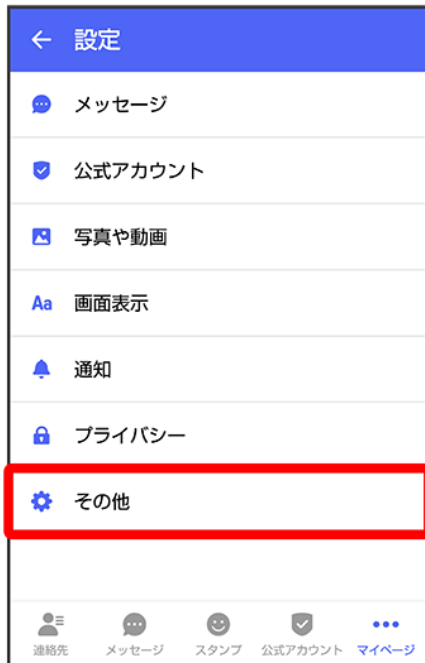 設定
メッセージ
公式アカウント
写真や動画
Aa 画面表示
通知
プライバシー
その他
連絡先 メッセージ スタンプ 公式アカウント マイページ